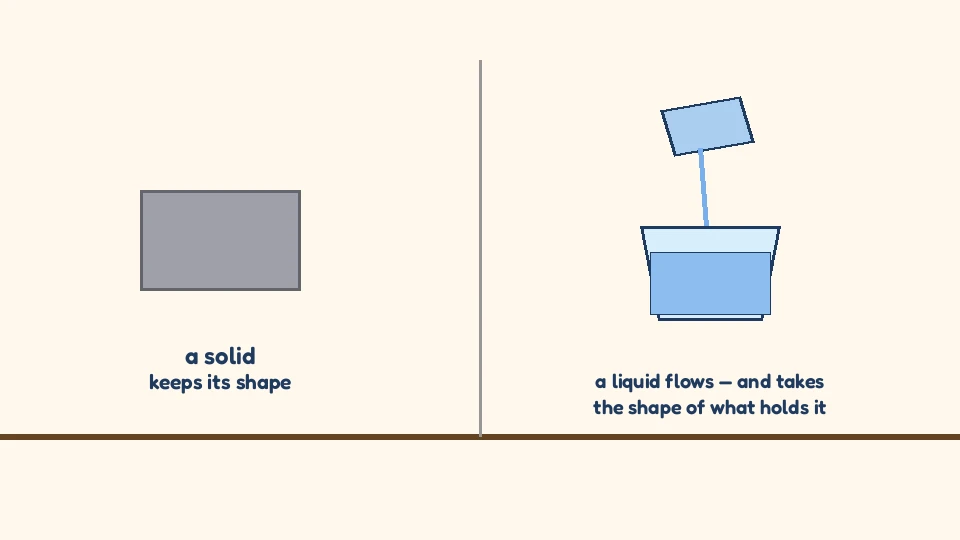 a solid
keeps its shape
a liquid flows — and takes
the shape of what holds it